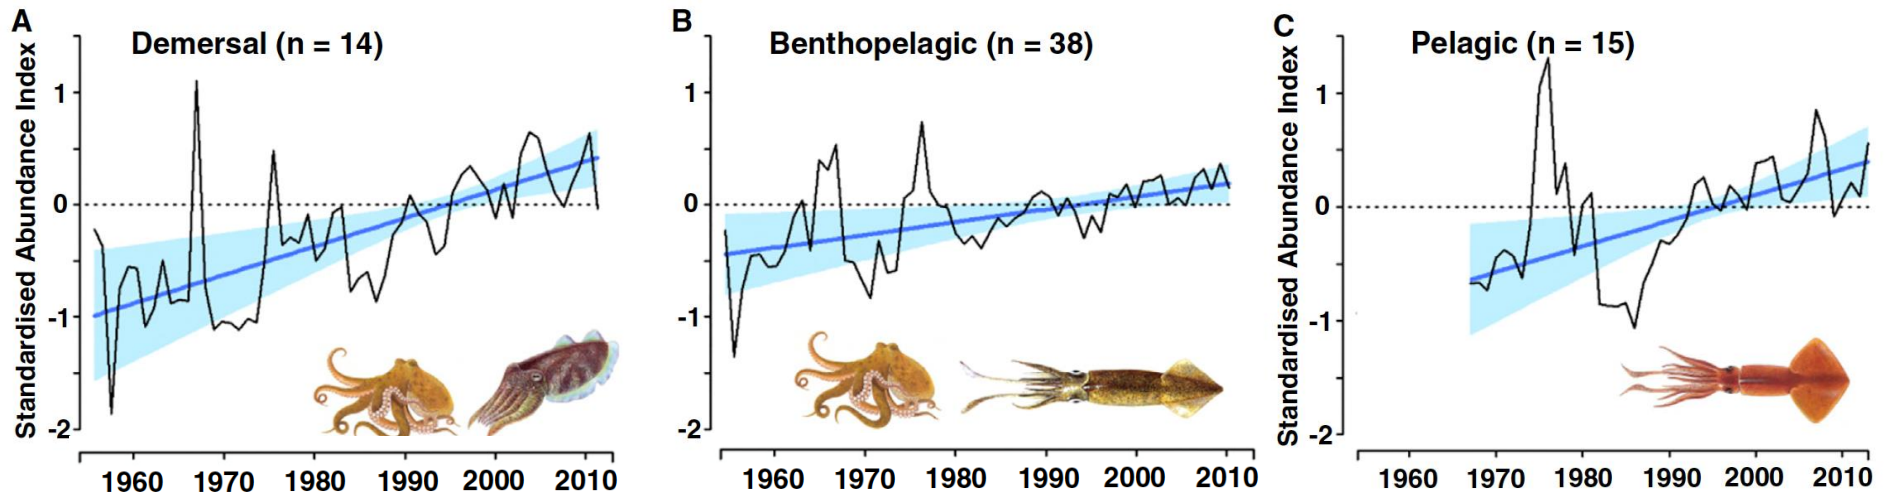 A
Demersal (n = 14)
Standardised Abundance Index
1
0
-1
-2
1960 1970 1980 1990 2000 2010
B
Benthopelagic (n = 38)
1
0
-1
-2
1960 1970 1980 1990 2000 2010
C
Pelagic (n = 15)
Standardised Abundance Index
1
0
-1
-2
1960 1970 1980 1990 2000 2010